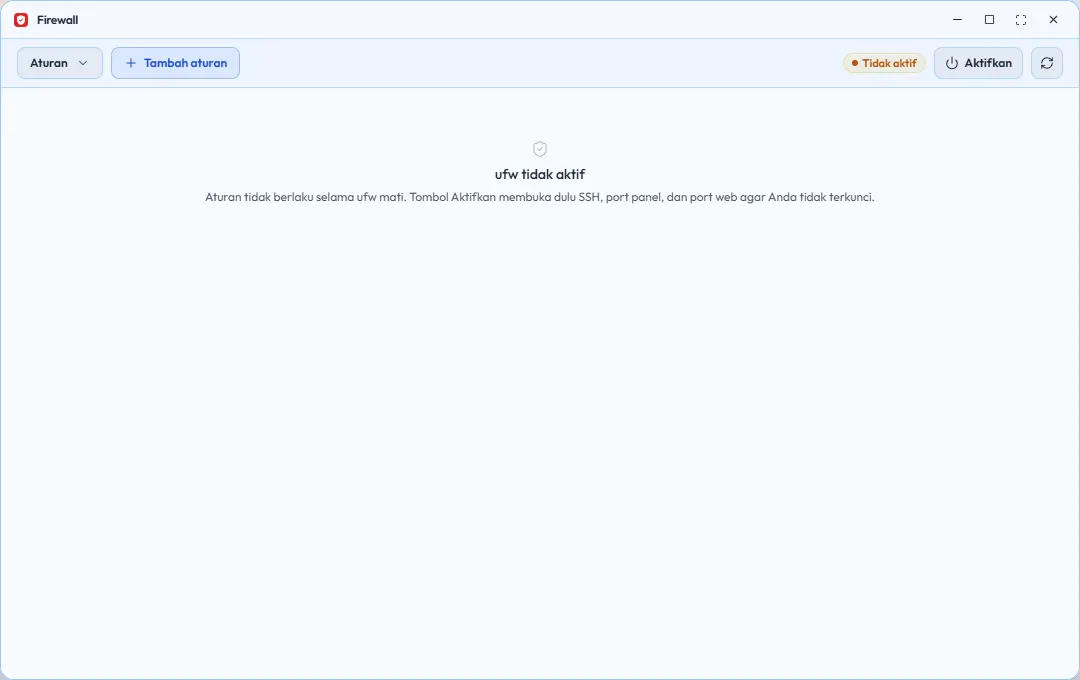 Firewall
Aturan
Tambah aturan
Tidak aktif
Aktifkan
ufw tidak aktif
Aturan tidak berlaku selama ufw mati. Tombol Aktifkan membuka dulu SSH, port panel, dan port web agar Anda tidak terkunci.